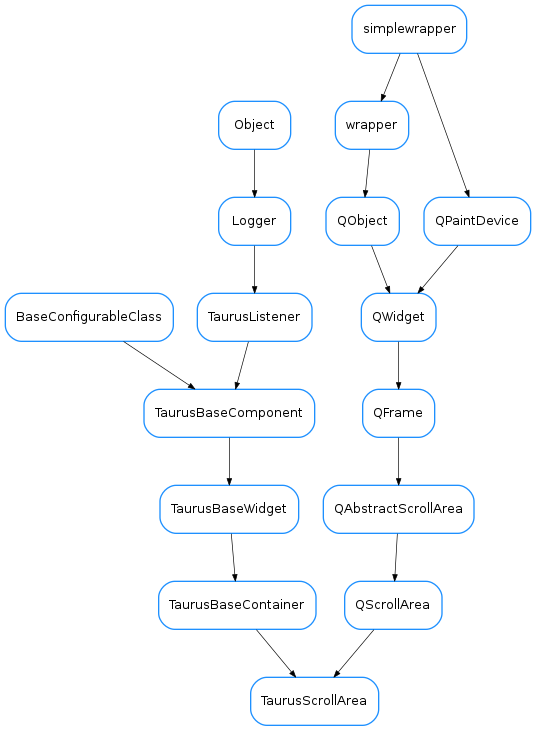 simplewrapper
Object
wrapper
Logger
QObject
QPaintDevice
BaseConfigurableClass
TaurusListener
QWidget
TaurusBaseComponent
QFrame
TaurusBaseWidget
QAbstractScrollArea
TaurusBaseContainer
QScrollArea
TaurusScrollArea